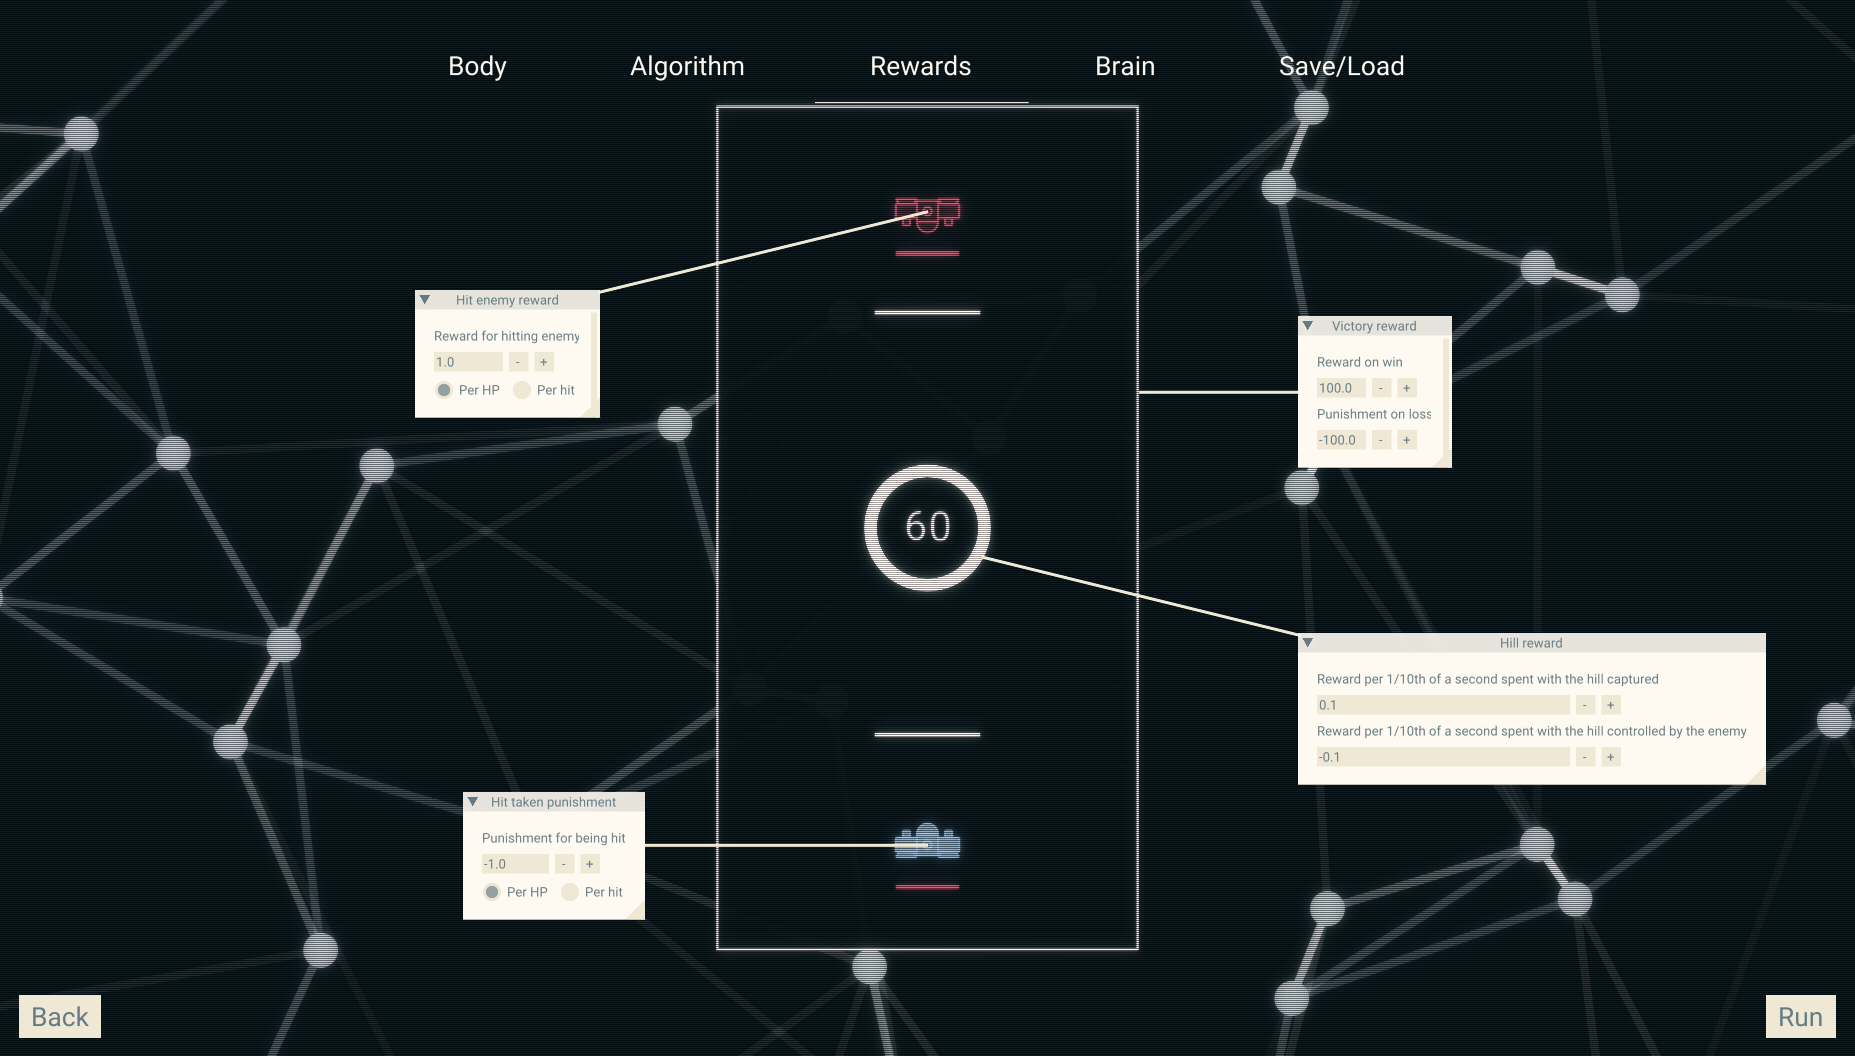 Body Algorithm Rewards Brain Save/Load
Hit enemy reward
Reward for hitting enemy
1.0 - +
Per HP Per hit
Victory reward
Reward on win
100.0 - +
Punishment on loss
-100.0 - +
60
Hill reward
Reward per 1/10th of a second spent with the hill captured
0.1 - +
Reward per 1/10th of a second spent with the hill controlled by the enemy
-0.1 - +
Hit taken punishment
Punishment for being hit
-1.0 - +
Per HP Per hit
Back
Run